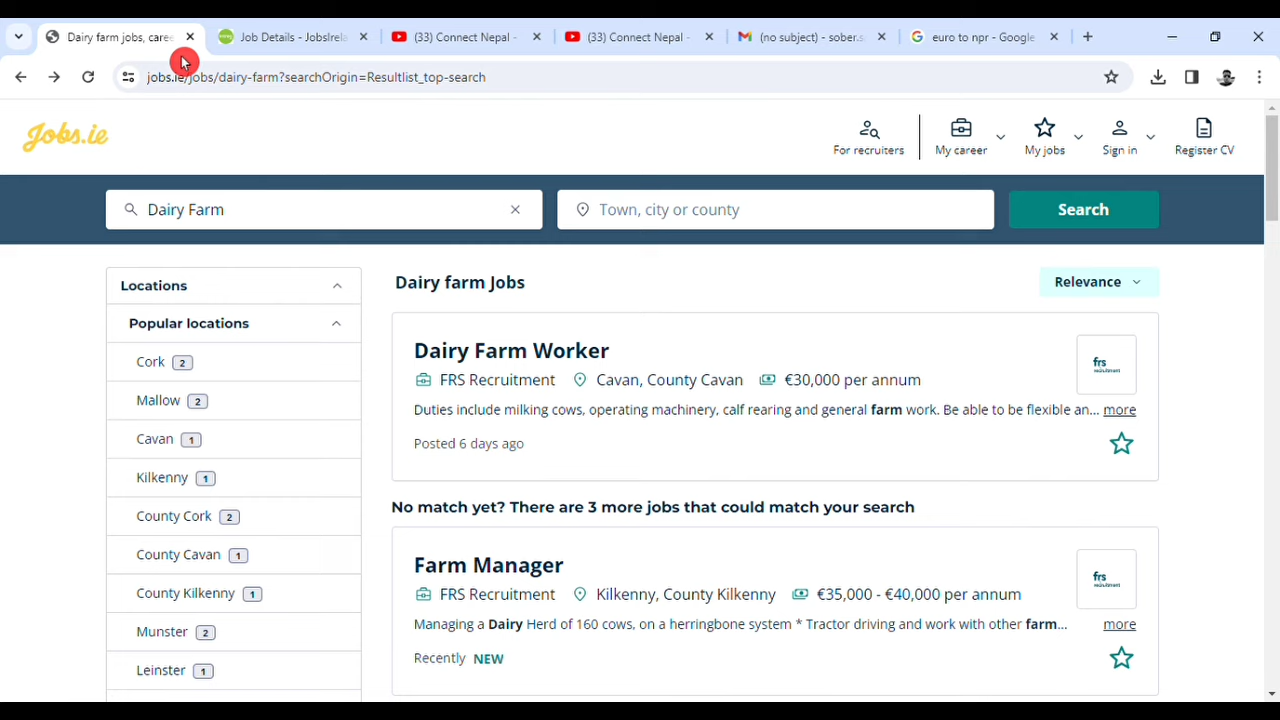 Dairy farm jobs, caree
Job Details - JobsIrela
(33) Connect Nepal -
(33) Connect Nepal -
(no subject) - sober.s
euro to npr - Google
jobs.ie/jobs/dairy-farm?searchOrigin=Resultlist_top-search
Jobs.ie
For recruiters
My career
My jobs
Sign in
Register CV
Dairy Farm
Town, city or county
Search
Locations
Popular locations
Cork 2
Mallow 2
Cavan 1
Kilkenny 1
County Cork 2
County Cavan 1
County Kilkenny 1
Munster 2
Leinster 1
Dairy farm Jobs
Relevance
Dairy Farm Worker
FRS Recruitment Cavan, County Cavan €30,000 per annum
Duties include milking cows, operating machinery, calf rearing and general farm work. Be able to be flexible an... more
Posted 6 days ago
frs
recruitment
No match yet? There are 3 more jobs that could match your search
Farm Manager
FRS Recruitment Kilkenny, County Kilkenny €35,000 - €40,000 per annum
Managing a Dairy Herd of 160 cows, on a herringbone system * Tractor driving and work with other farm... more
Recently NEW
frs
recruitment